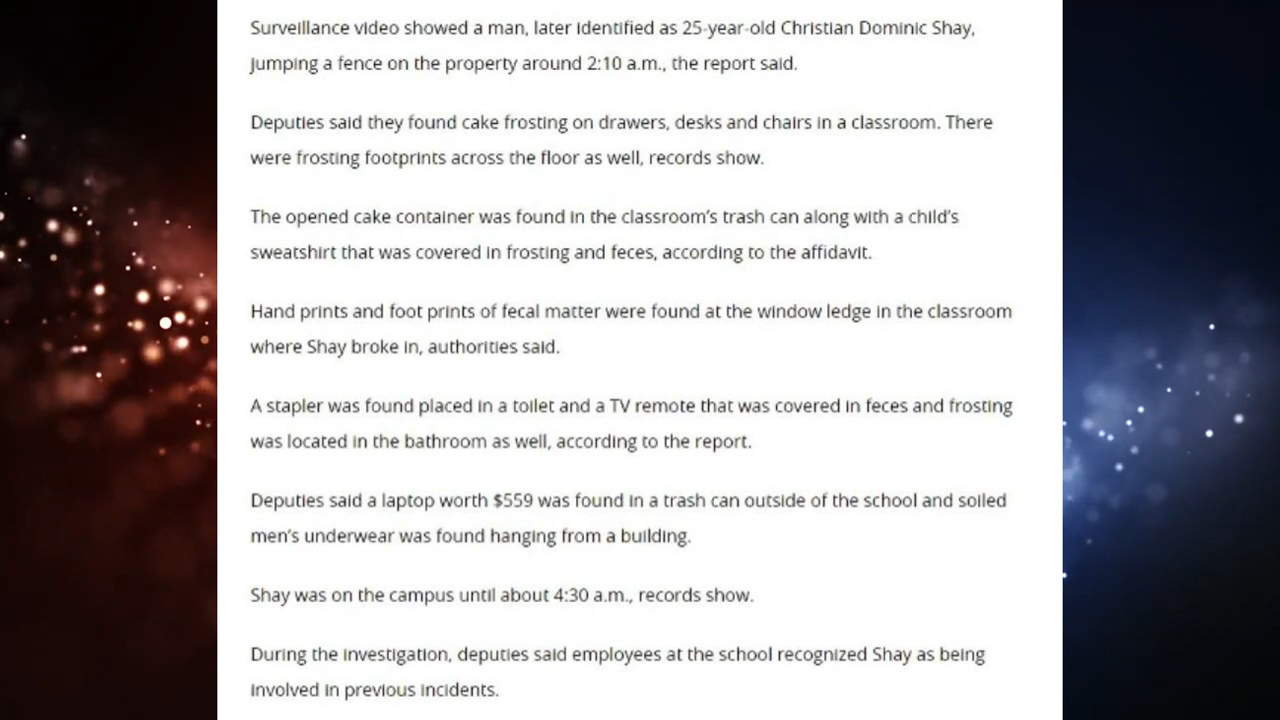 Surveillance video showed a man, later identified as 25-year-old Christian Dominic Shay,
jumping a fence on the property around 2:10 a.m., the report said.
Deputies said they found cake frosting on drawers, desks and chairs in a classroom. There
were frosting footprints across the floor as well, records show.
The opened cake container was found in the classroom’s trash can along with a child’s
sweatshirt that was covered in frosting and feces, according to the affidavit.
Hand prints and foot prints of fecal matter were found at the window ledge in the classroom
where Shay broke in, authorities said.
A stapler was found placed in a toilet and a TV remote that was covered in feces and frosting
was located in the bathroom as well, according to the report.
Deputies said a laptop worth $559 was found in a trash can outside of the school and soiled
men’s underwear was found hanging from a building.
Shay was on the campus until about 4:30 a.m., records show.
During the investigation, deputies said employees at the school recognized Shay as being
involved in previous incidents.